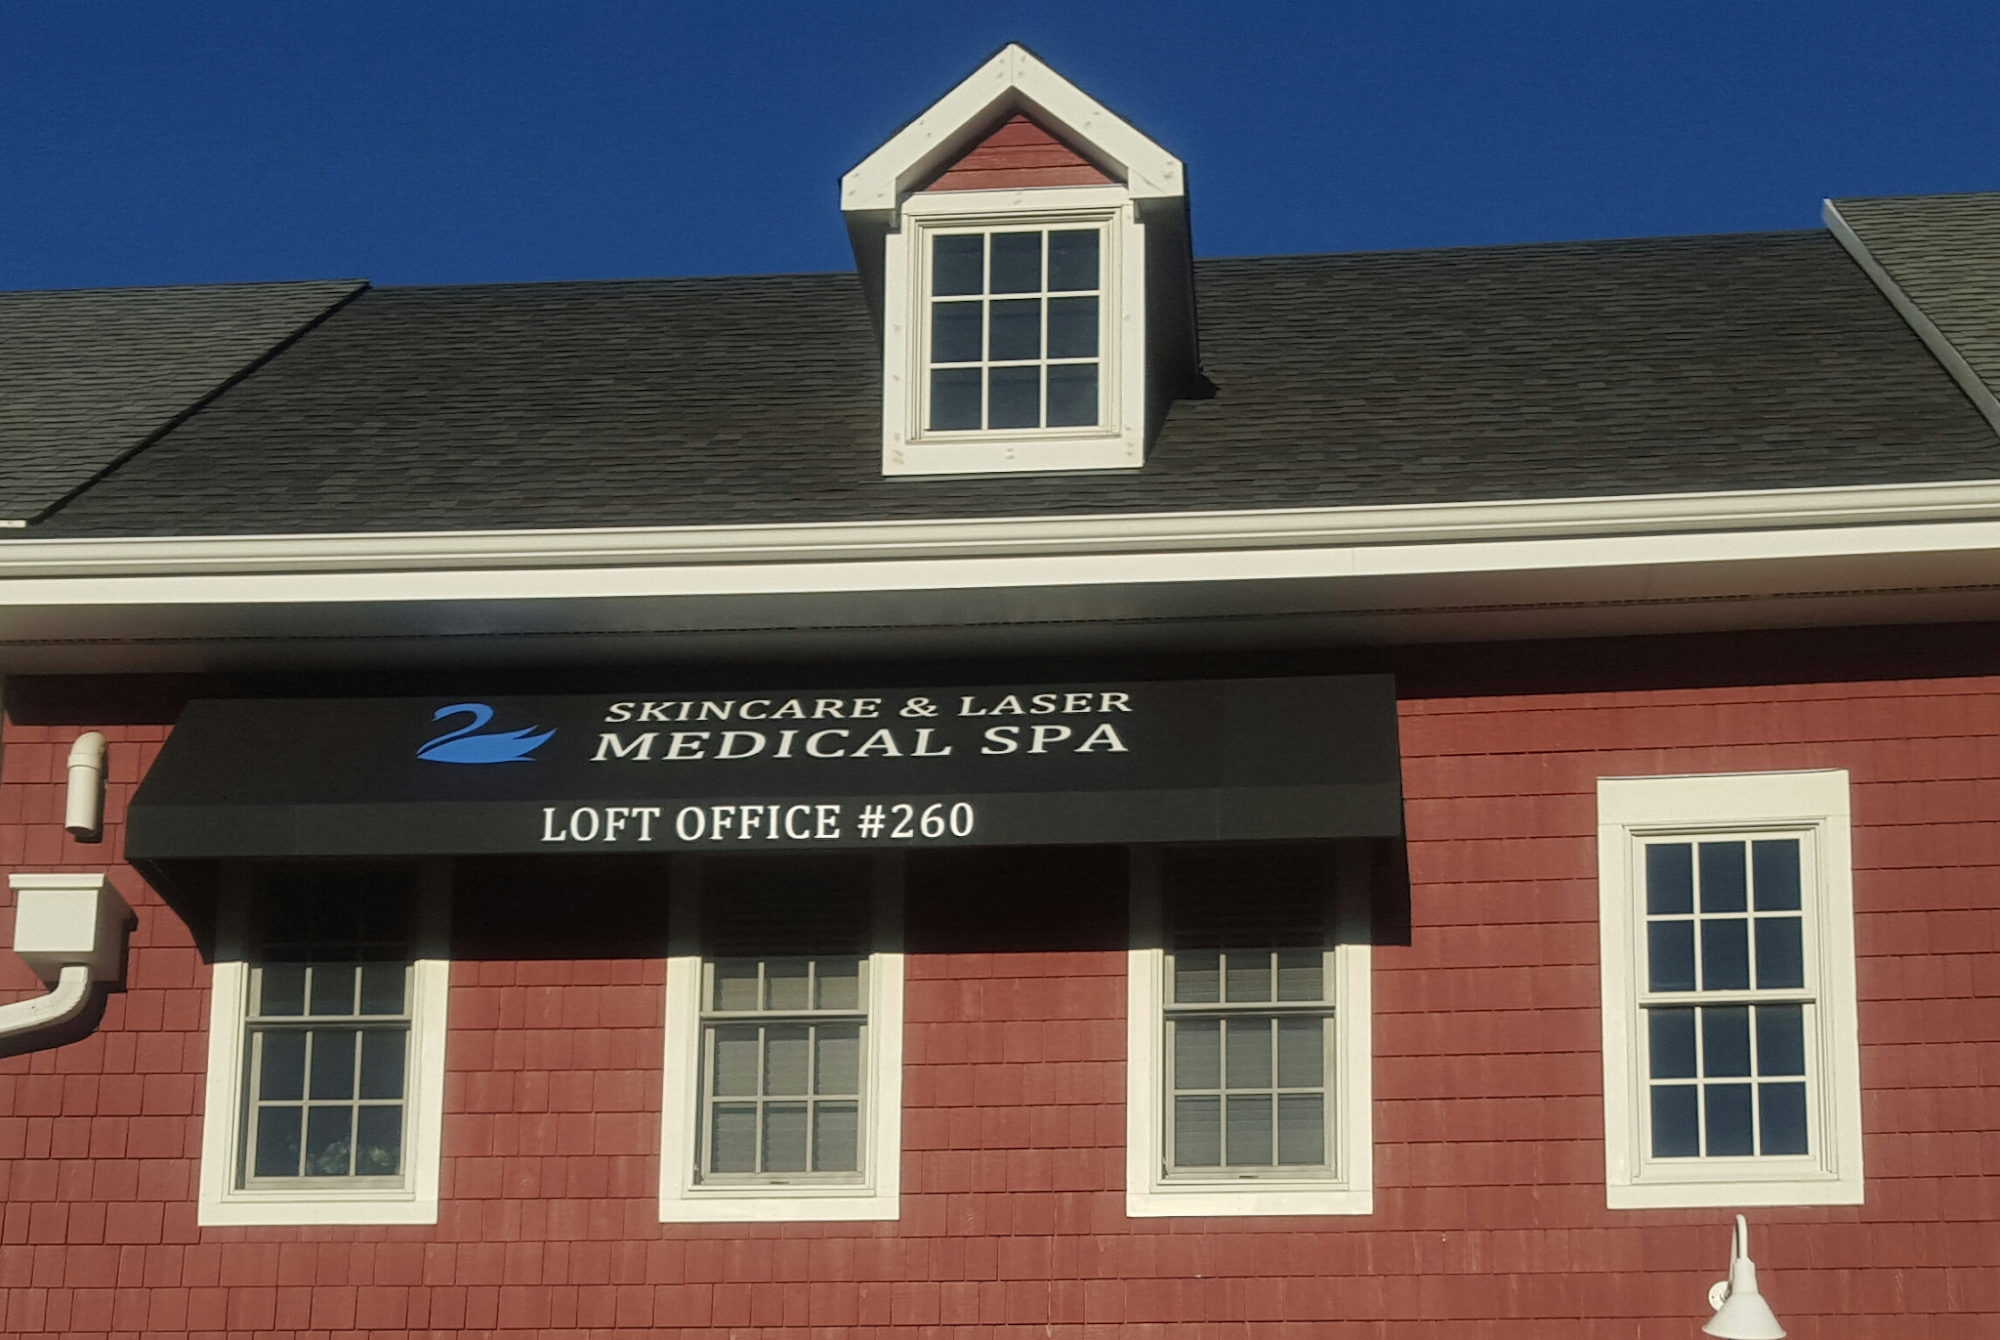 SKINCARE & LASER
MEDICAL SPA
LOFT OFFICE #260